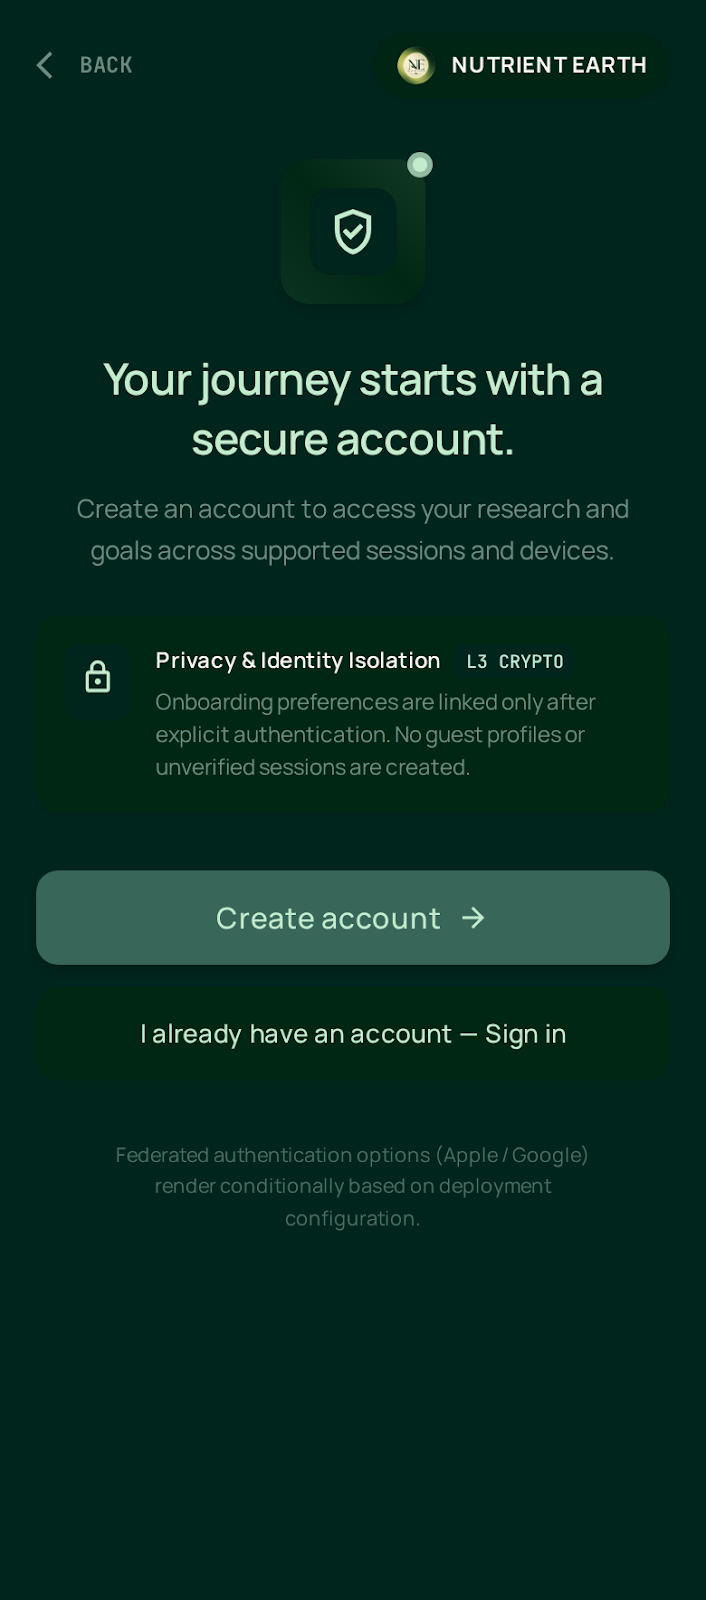 BACK
NE NUTRIENT EARTH
Your journey starts with a
secure account.
Create an account to access your research and
goals across supported sessions and devices.
Privacy & Identity Isolation L3 CRYPTO
Onboarding preferences are linked only after
explicit authentication. No guest profiles or
unverified sessions are created.
Create account →
I already have an account — Sign in
Federated authentication options (Apple / Google)
render conditionally based on deployment
configuration.